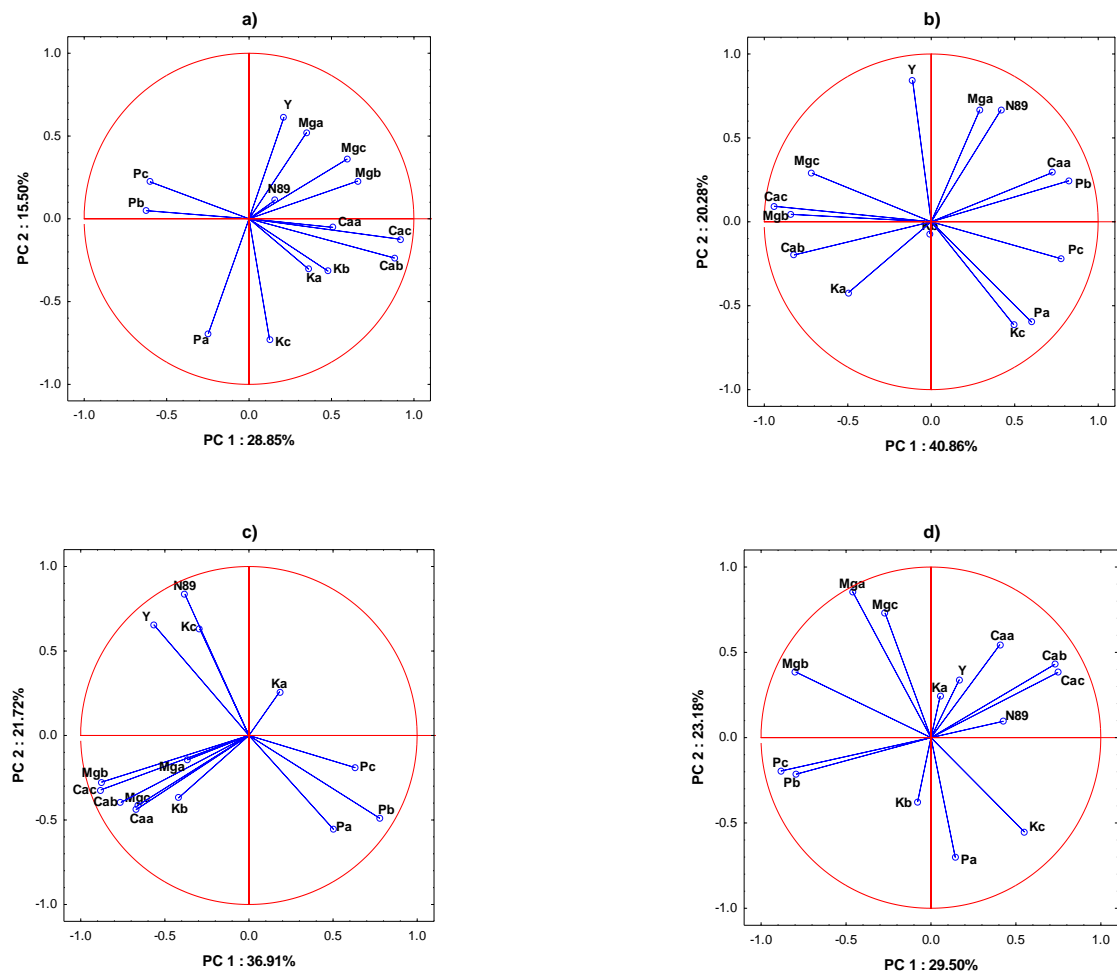 a)
1.0
Y
Mga
0.5
Mgc
Pc
Mgb
N89
Pb
0.0
Caa
Cac
Cab
Ka
Kb
-0.5
Pa
Kc
-1.0
-1.0 -0.5 0.0 0.5 1.0
PC 2 : 15.50%
PC 1 : 28.85%
b)
1.0
Y
Mga N89
0.5
Mgc
Caa
Pb
Cac
Mgb
0.0
Cab
Pc
Ka
-0.5
Pa
Kc
-1.0
-1.0 -0.5 0.0 0.5 1.0
PC 2 : 20.28%
PC 1 : 40.86%
c)
1.0
N89
Y
Kc
0.5
Ka
0.0
Mga
Pc
Mgb
Cac
Cab Mgc
Kb
Pb
Caa
-0.5
Pa
-1.0
-1.0 -0.5 0.0 0.5 1.0
PC 2 : 21.72%
PC 1 : 36.91%
d)
1.0
Mga
Mgc
Caa
0.5
Mgb
Cab
Y
Cac
Ka
N89
0.0
Pc
Pb
Kb
Kc
-0.5
Pa
-1.0
-1.0 -0.5 0.0 0.5 1.0
PC 2 : 23.18%
PC 1 : 29.50%